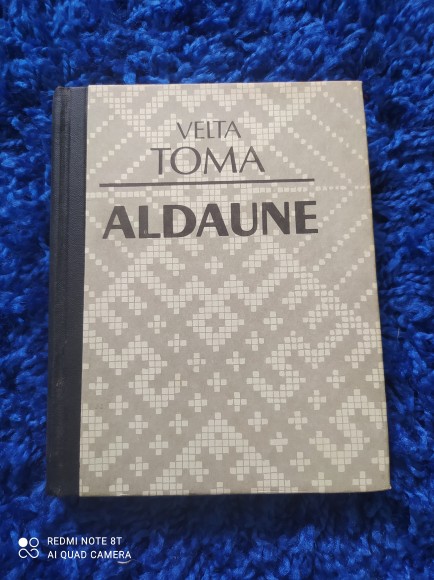 VELTA
TOMA
ALDAUNE
REDMI NOTE 8T
AI QUAD CAMERA